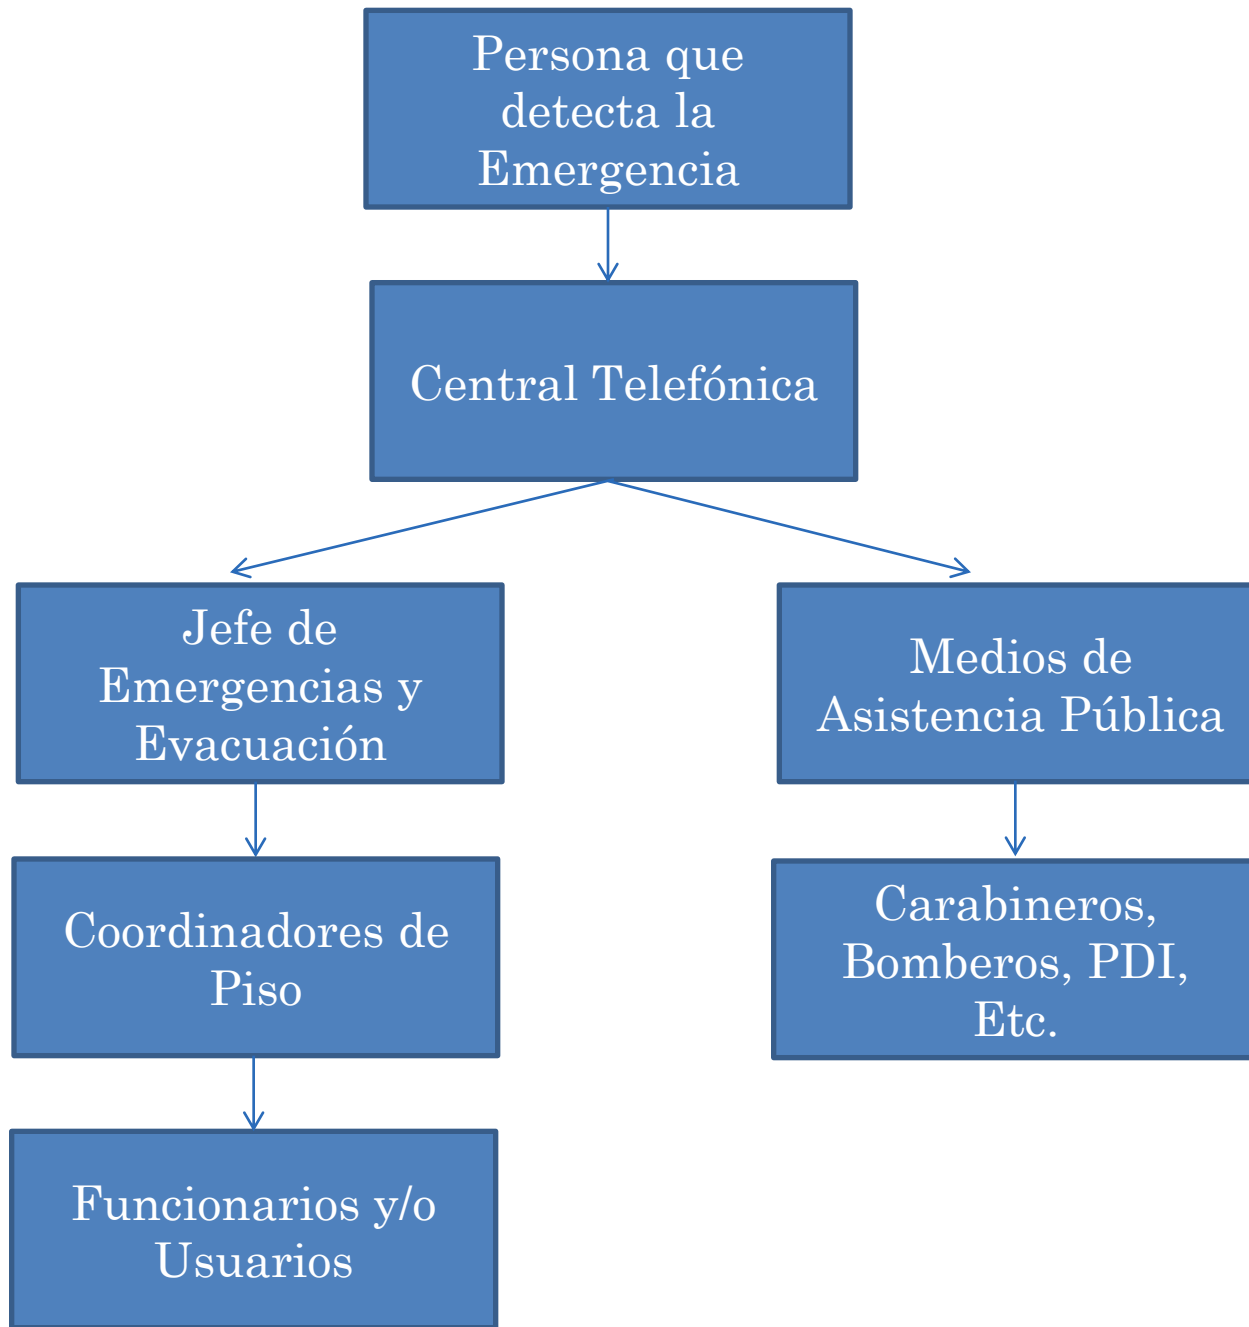 Persona que
detecta la
Emergencia
Central Telefónica
Jefe de
Emergencias y
Evacuación
Medios de
Asistencia Pública
Coordinadores de
Piso
Carabineros,
Bomberos, PDI,
Etc.
Funcionarios y/o
Usuarios